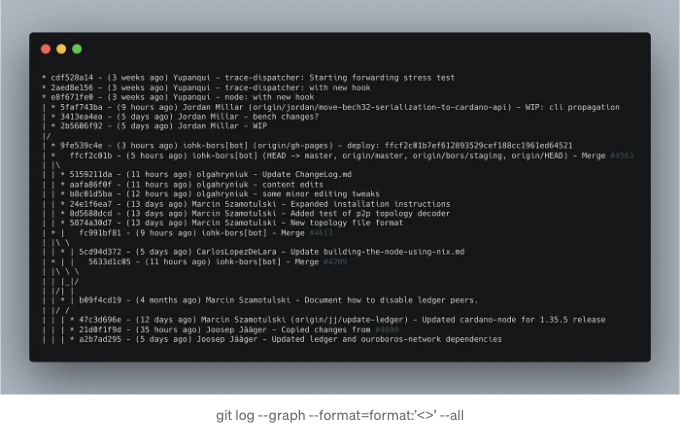 * cdf528a14 - (3 weeks ago) Yupanqui - trace-dispatcher: Starting forwarding stress test
* 2aed8e156 - (3 weeks ago) Yupanqui - with new hook
* e8f671fe0 - (3 weeks ago) Yupanqui - node: with new hook
| * 5faf743ba - (9 hours ago) Jordan Millar (origin/jordan/move-bech32-serialization-to-cardano-api) - WIP: cli propagation
| * 3413ea4ea - (5 days ago) Jordan Millar - bench changes?
| * 2b5606f92 - (5 days ago) Jordan Millar - WIP
|/
| * 9fe539c4e - (3 hours ago) iohk-bors[bot] (origin/gh-pages) - deploy: ffcf2c01b7ef612893529cef188cc1961ed64521
| *   ffcf2c01b - (5 hours ago) iohk-bors[bot] (HEAD -> master, origin/master, origin/bors/staging, origin/HEAD) - Merge #4563
| |\
| | * 5159211da - (11 hours ago) olgahryniuk - Update ChangeLog.md
| | * aafa86f0f - (11 hours ago) olgahryniuk - content edits
| | * b8c01d5ba - (12 hours ago) olgahryniuk - some minor editing tweaks
| | * 24e1f6ea7 - (13 days ago) Marcin Szamotulski - Expanded installation instructions
| | * 8d5688dcd - (13 days ago) Marcin Szamotulski - Added test of p2p topology decoder
| | * 5874a30d7 - (13 days ago) Marcin Szamotulski - New topology file format
| * |   fc991bf81 - (9 hours ago) iohk-bors[bot] - Merge #4613
| |\ \
| | * | 5cd94d372 - (5 days ago) CarlosLopezDeLara - Update building-the-node-using-nix.md
| * | |   5633d1c05 - (11 hours ago) iohk-bors[bot] - Merge #4209
| |\ \ \
| | |_|/
| |/| |
| | * | b09f4cd19 - (4 months ago) Marcin Szamotulski - Document how to disable ledger peers.
| |/ /
| | | * 47c3d696e - (12 days ago) Marcin Szamotulski (origin/jj/update-ledger) - Updated cardano-node for 1.35.5 release
| | | * 21d0f1f9d - (35 hours ago) Joosep Jääger - Copied changes from #4600
| | | * a2b7ad295 - (5 days ago) Joosep Jääger - Updated ledger and ouroboros-network dependencies
git log --graph --format=format:'<>' --all